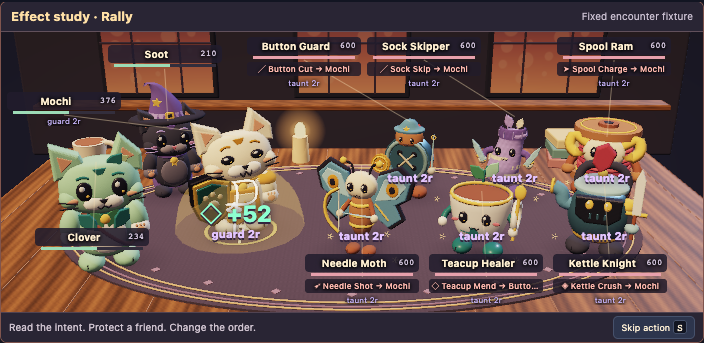 Effect study · Rally
Fixed encounter fixture
Soot 210
Button Guard 600
Sock Skipper 600
Spool Ram 600
Button Cut → Mochi
Sock Skip → Mochi
Spool Charge → Mochi
taunt 2r
taunt 2r
taunt 2r
Mochi 376
guard 2r
taunt 2r
taunt 2r
taunt 2r
+52
guard 2r
taunt 2r
taunt 2r
taunt 2r
Clover 234
Needle Moth 600
Teacup Healer 600
Kettle Knight 600
Needle Shot → Mochi
Teacup Mend → Butto...
Kettle Crush → Mochi
taunt 2r
taunt 2r
taunt 2r
Read the intent. Protect a friend. Change the order.
Skip action S